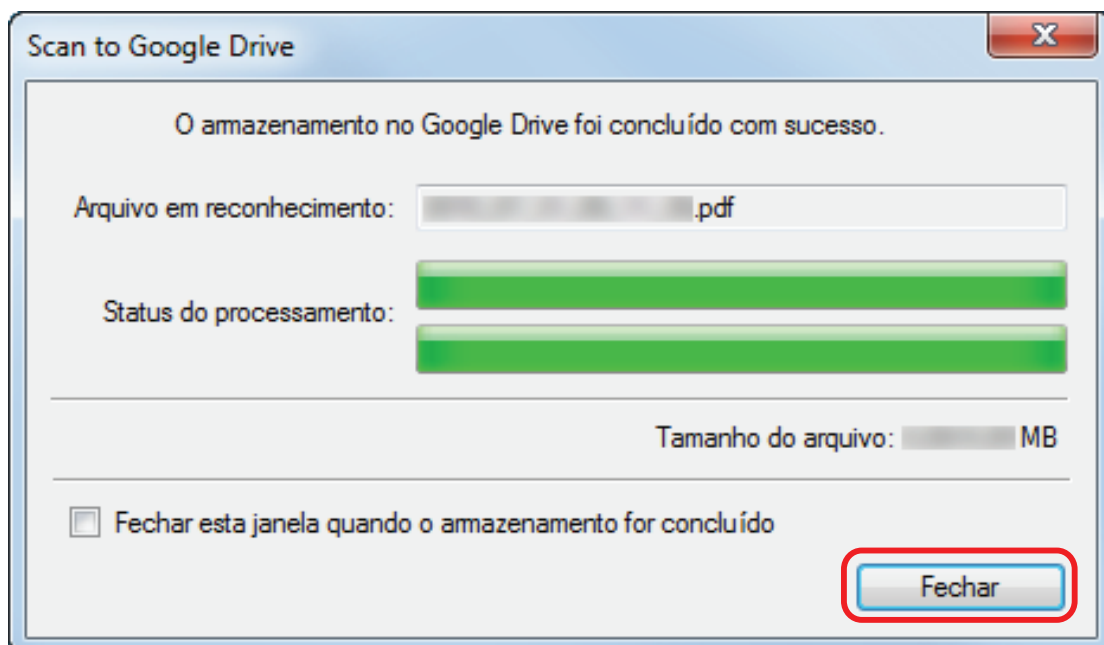 Scan to Google Drive
O armazenamento no Google Drive foi concluído com sucesso.
Arquivo em reconhecimento: .pdf
Status do processamento:
Tamanho do arquivo: MB
Fechar esta janela quando o armazenamento for concluído
Fechar